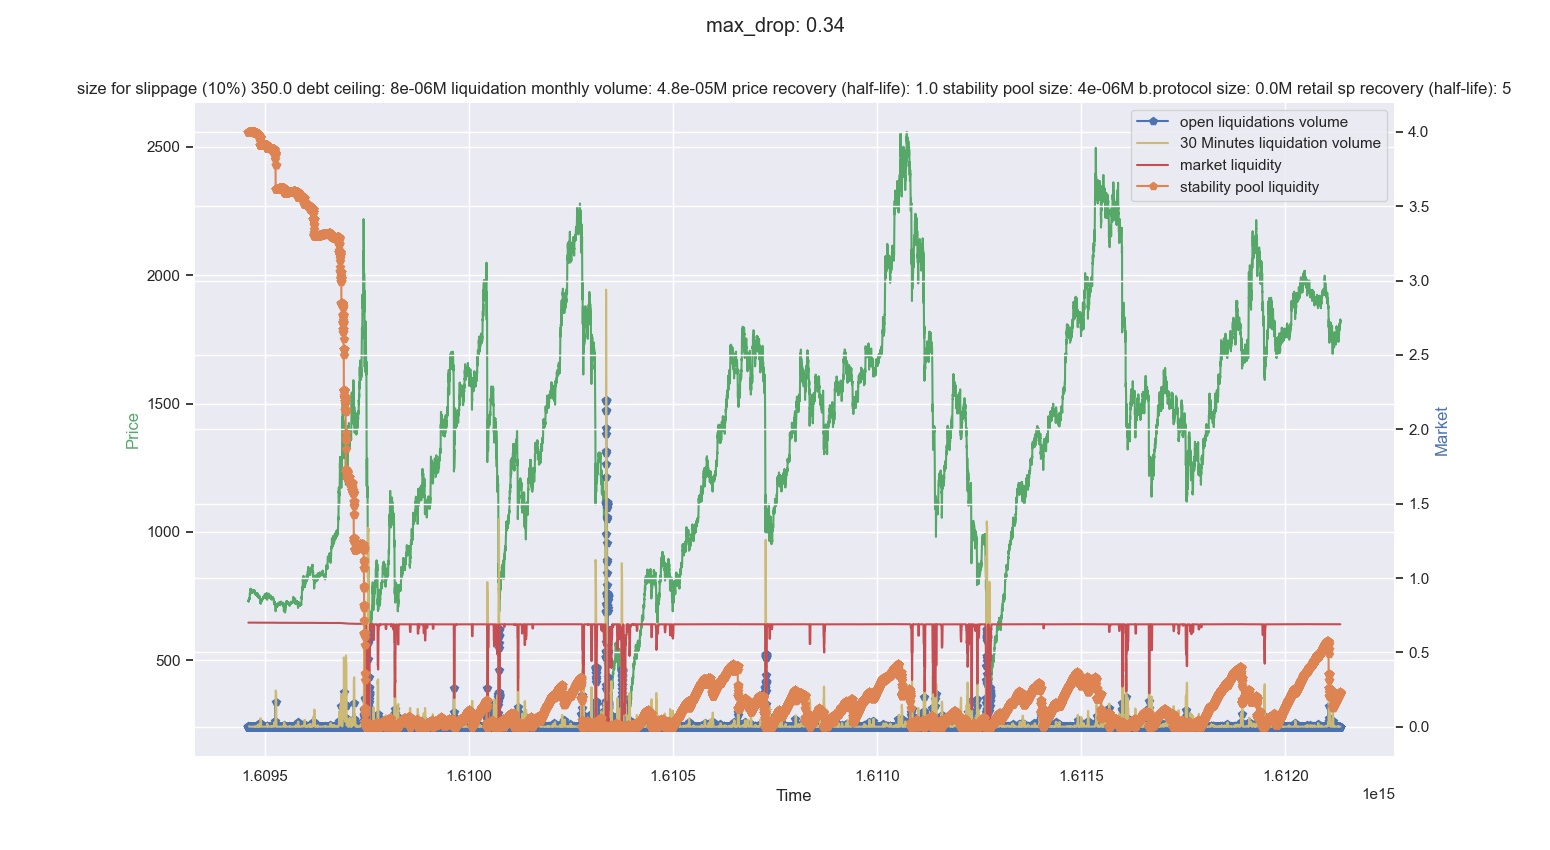 max_drop: 0.34
size for slippage (10%) 350.0 debt ceiling: 8e-06M liquidation monthly volume: 4.8e-05M price recovery (half-life): 1.0 stability pool size: 4e-06M b.protocol size: 0.0M retail sp recovery (half-life): 5
open liquidations volume
30 Minutes liquidation volume
market liquidity
stability pool liquidity
2500
2000
1500
1000
500
Price
4.0
3.5
3.0
2.5
2.0
1.5
1.0
0.5
0.0
Market
1.6095 1.6100 1.6105 1.6110 1.6115 1.6120
1e15
Time